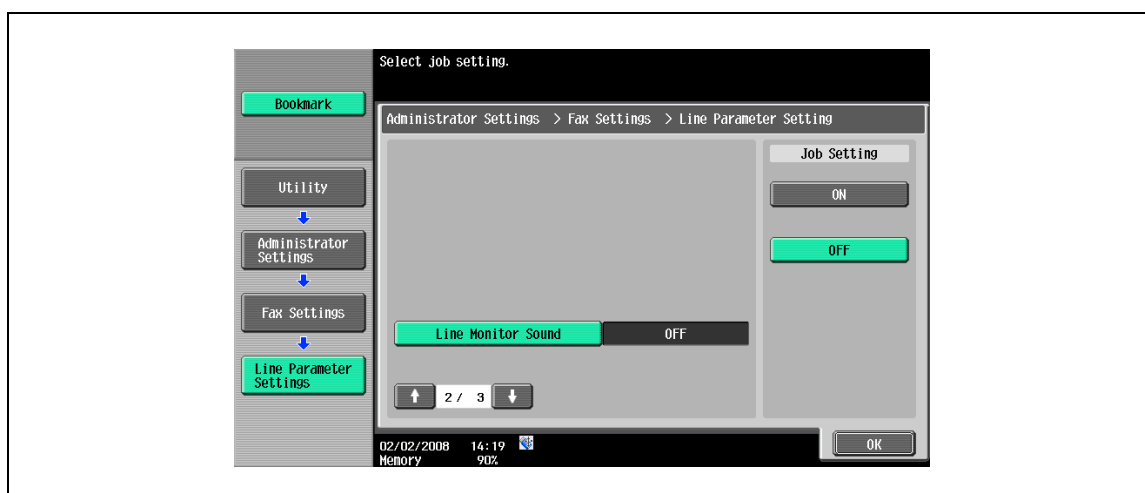 Select job setting.
Bookmark
Administrator Settings > Fax Settings > Line Parameter Setting
Job Setting
Utility
ON
Administrator
Settings
OFF
Fax Settings
Line Monitor Sound OFF
Line Parameter
Settings
2/ 3
02/02/2008 14:19
Memory 90%
OK